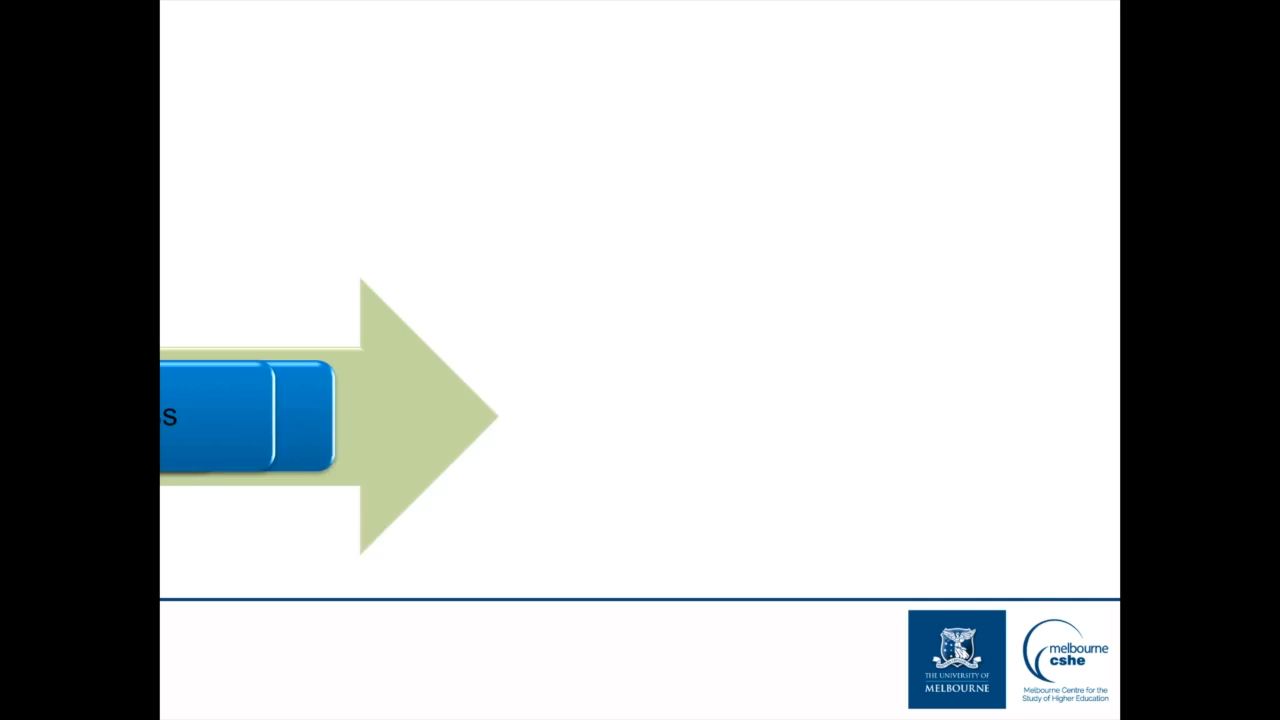 s
THE UNIVERSITY OF
MELBOURNE
melbourne
cshe
Melbourne Centre for the
Study of Higher Education